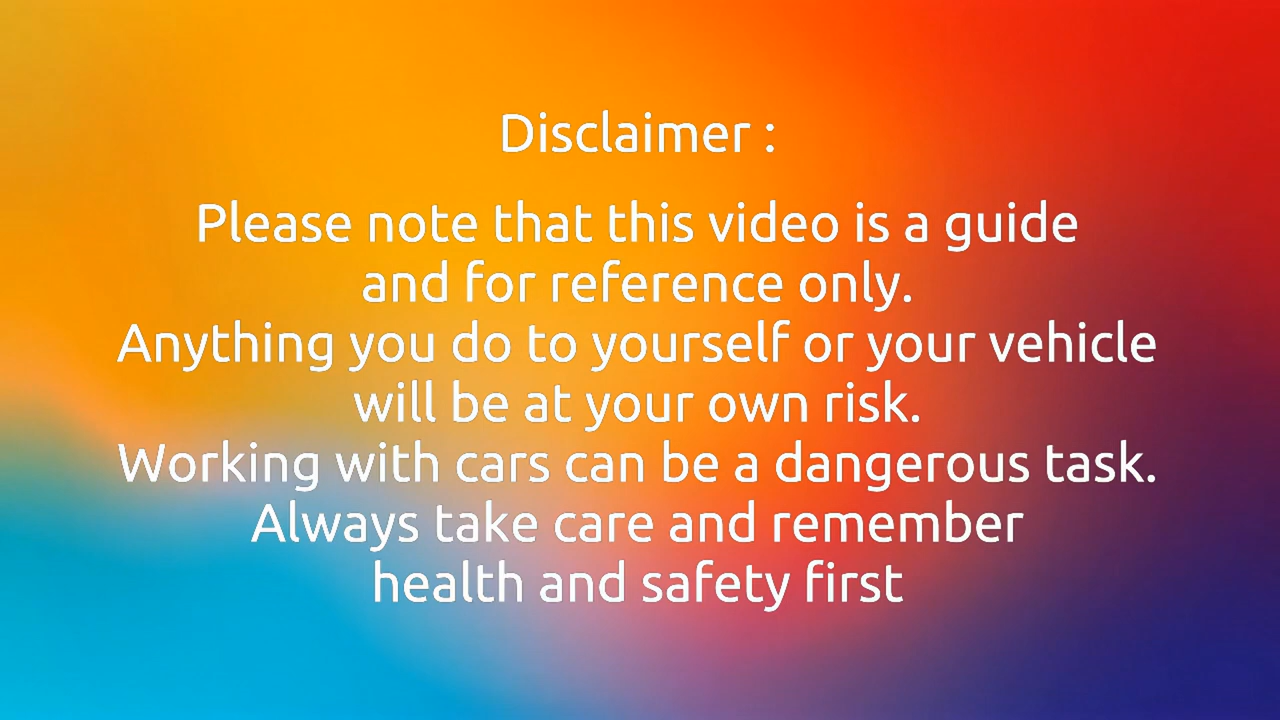 Disclaimer :
Please note that this video is a guide
and for reference only.
Anything you do to yourself or your vehicle
will be at your own risk.
Working with cars can be a dangerous task.
Always take care and remember
health and safety first